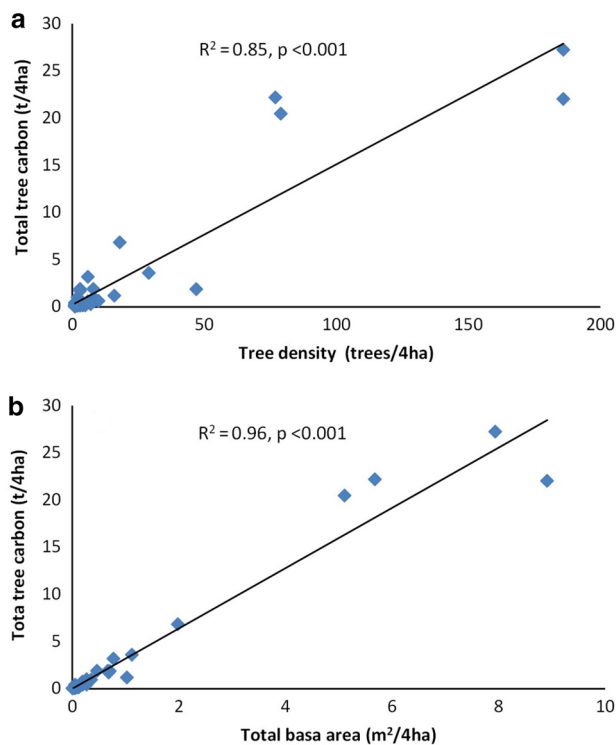 a
30
R² = 0.85, p <0.001
25
20
15
10
5
0
0 50 100 150 200
Total tree carbon (t/4ha)
Tree density (trees/4ha)
b
30
R² = 0.96, p <0.001
25
20
15
10
5
0
0 2 4 6 8 10
Tota tree carbon (t/4ha)
Total basa area (m²/4ha)